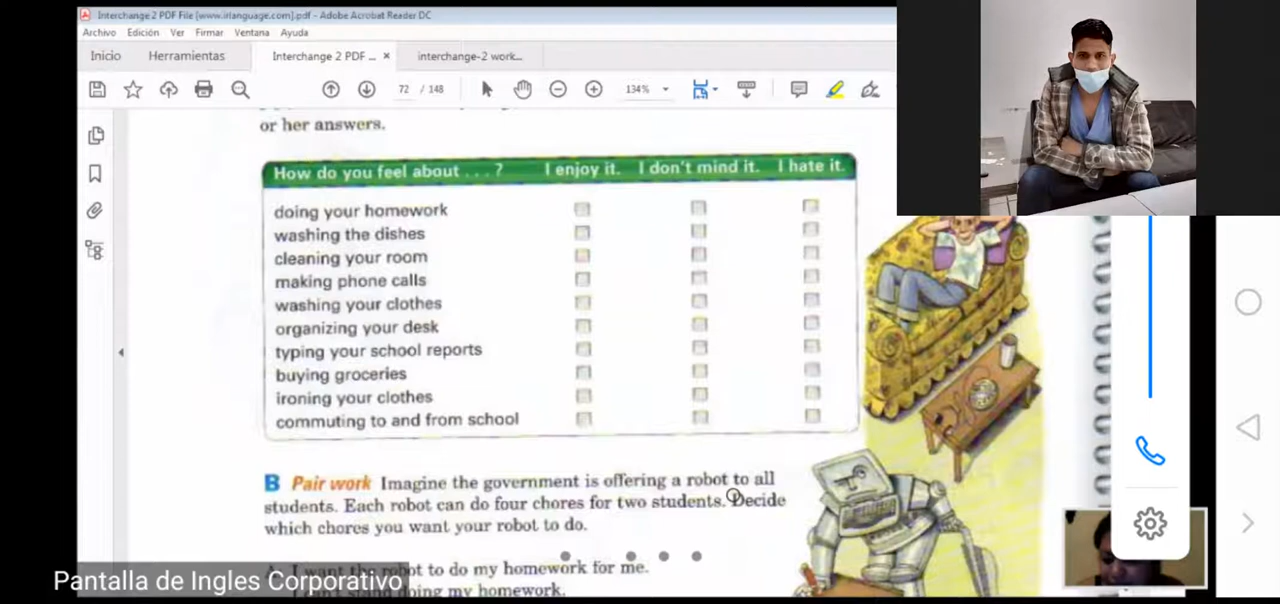 Interchange 2 PDF File [www.irlanguage.com].pdf - Adobe Acrobat Reader DC
Archivo Edición Ver Firmar Ventana Ayuda
Inicio Herramientas Interchange 2 PDF ... × interchange-2 work...
72 / 148 134%
or her answers.
How do you feel about . . . ? I enjoy it. I don't mind it. I hate it.
doing your homework
washing the dishes
cleaning your room
making phone calls
washing your clothes
organizing your desk
typing your school reports
buying groceries
ironing your clothes
commuting to and from school
B Pair work Imagine the government is offering a robot to all
students. Each robot can do four chores for two students. Decide
which chores you want your robot to do.
A: I want the robot to do my homework for me.
I can't stand doing my homework.
Pantalla de Ingles Corporativo